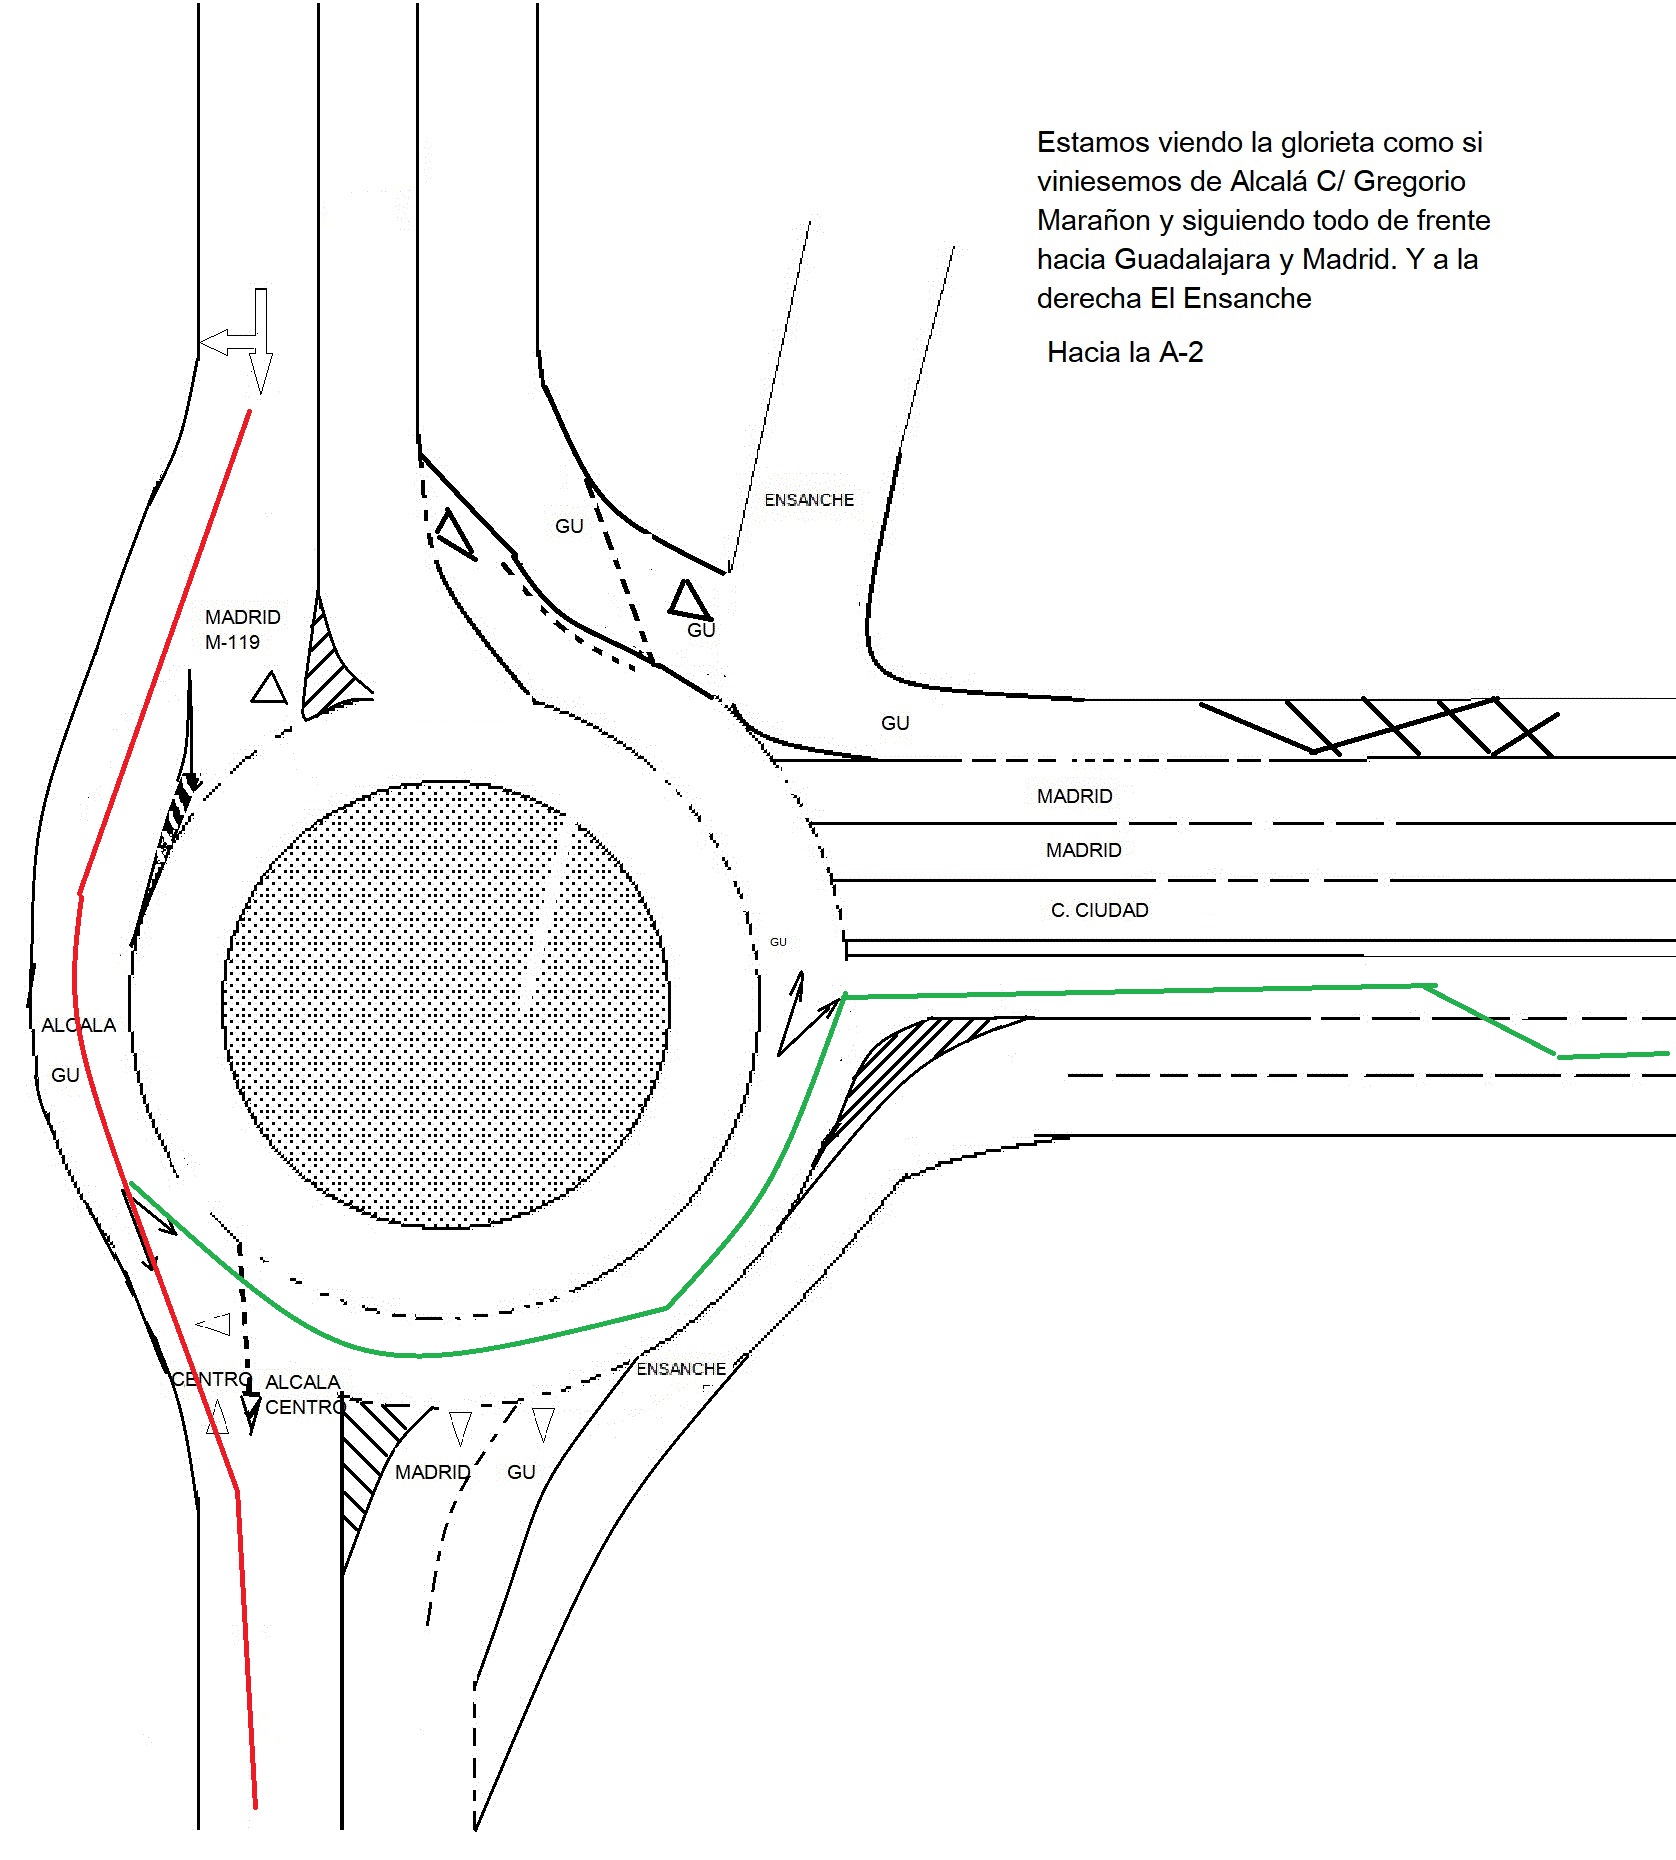 Estamos viendo la glorieta como si
viniesemos de Alcalá C/ Gregorio
Marañon y siguiendo todo de frente
hacia Guadalajara y Madrid. Y a la
derecha El Ensanche
Hacia la A-2
ENSANCHE
GU
MADRID
M-119
GU
GU
MADRID
MADRID
C. CIUDAD
GU
ALCALA
GU
CENTRO
ALCALA
CENTRO
ENSANCHE
MADRID
GU